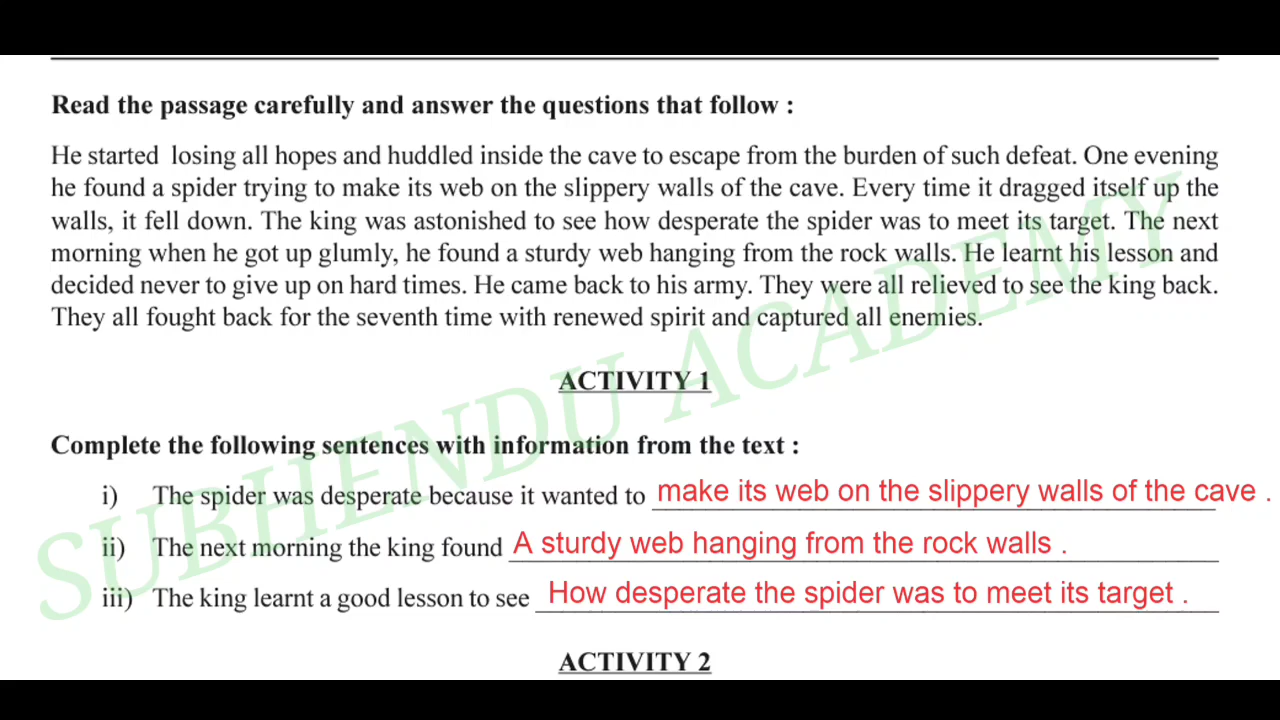 Read the passage carefully and answer the questions that follow :
He started losing all hopes and huddled inside the cave to escape from the burden of such defeat. One evening
he found a spider trying to make its web on the slippery walls of the cave. Every time it dragged itself up the
walls, it fell down. The king was astonished to see how desperate the spider was to meet its target. The next
morning when he got up glumly, he found a sturdy web hanging from the rock walls. He learnt his lesson and
decided never to give up on hard times. He came back to his army. They were all relieved to see the king back.
They all fought back for the seventh time with renewed spirit and captured all enemies.
ACTIVITY 1
Complete the following sentences with information from the text :
i) The spider was desperate because it wanted to make its web on the slippery walls of the cave .
ii) The next morning the king found A sturdy web hanging from the rock walls .
iii) The king learnt a good lesson to see How desperate the spider was to meet its target .
ACTIVITY 2
SUBHENDU ACADEMY